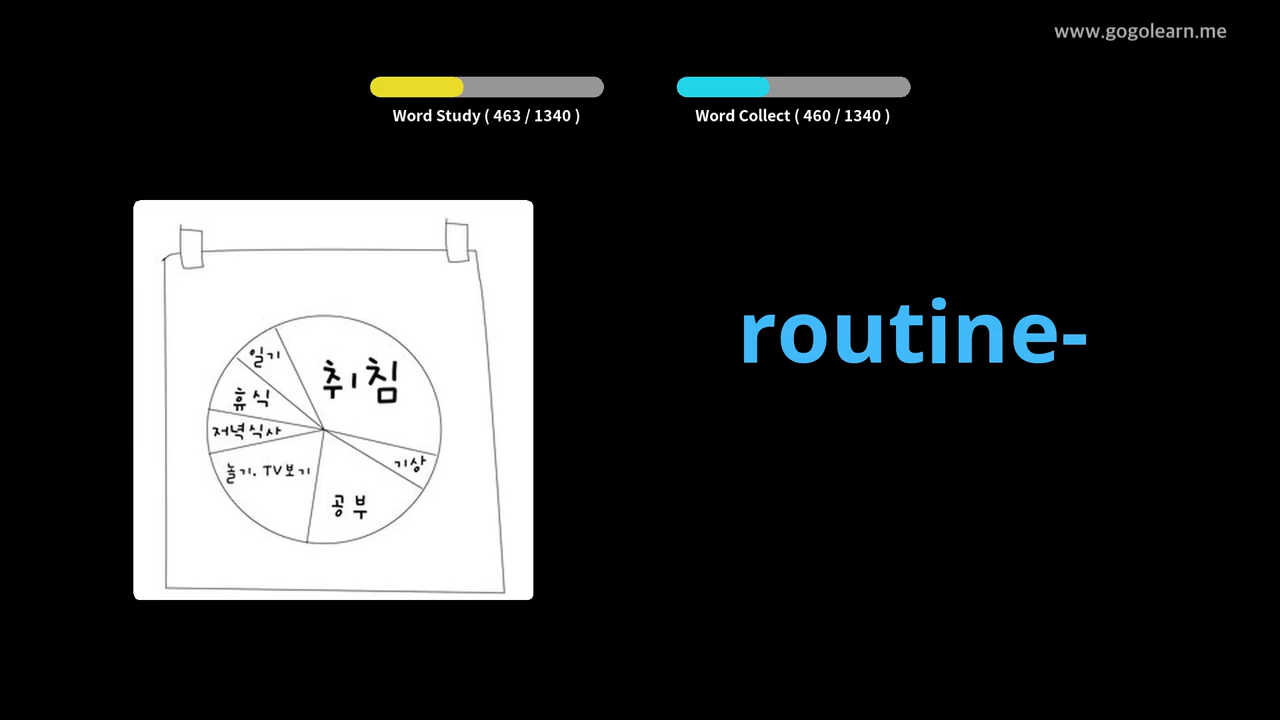 www.gogolearn.me
Word Study ( 463 / 1340 )
Word Collect ( 460 / 1340 )
일기
취침
휴식
저녁식사
기상
놀기. TV보기
공부
routine-